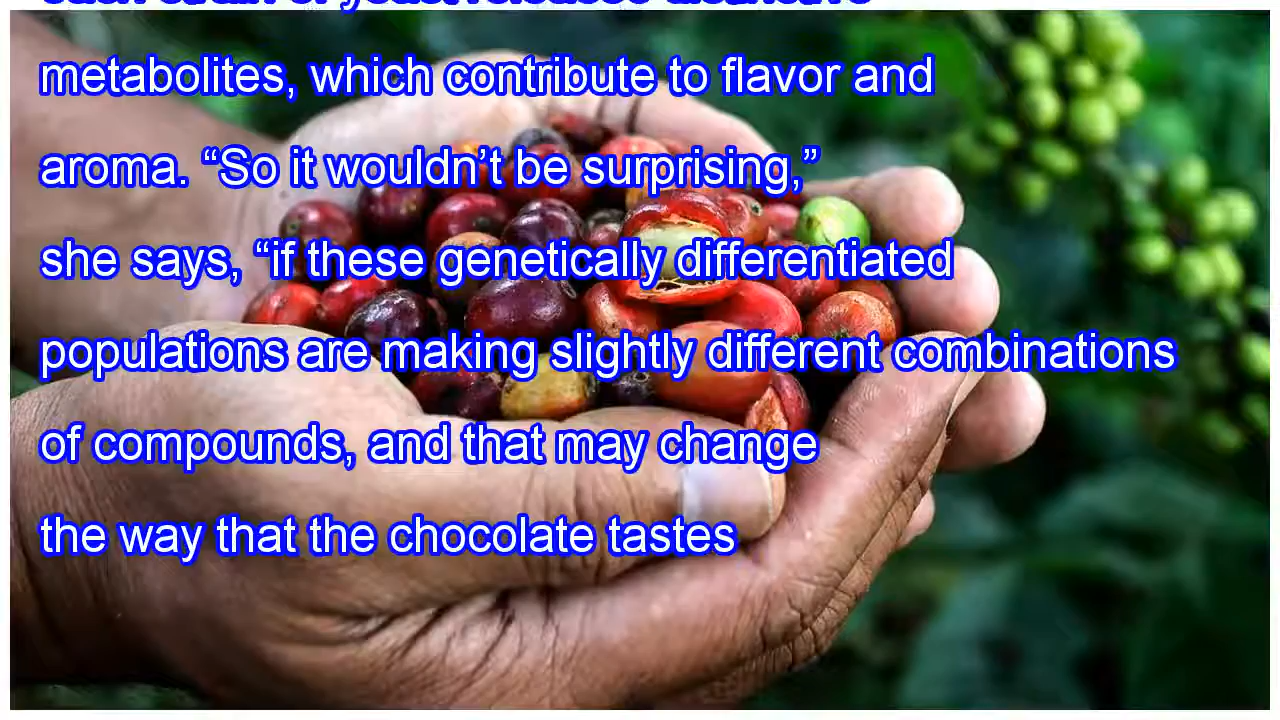 metabolites, which contribute to flavor and
aroma. “So it wouldn’t be surprising,”
she says, “if these genetically differentiated
populations are making slightly different combinations
of compounds, and that may change
the way that the chocolate tastes